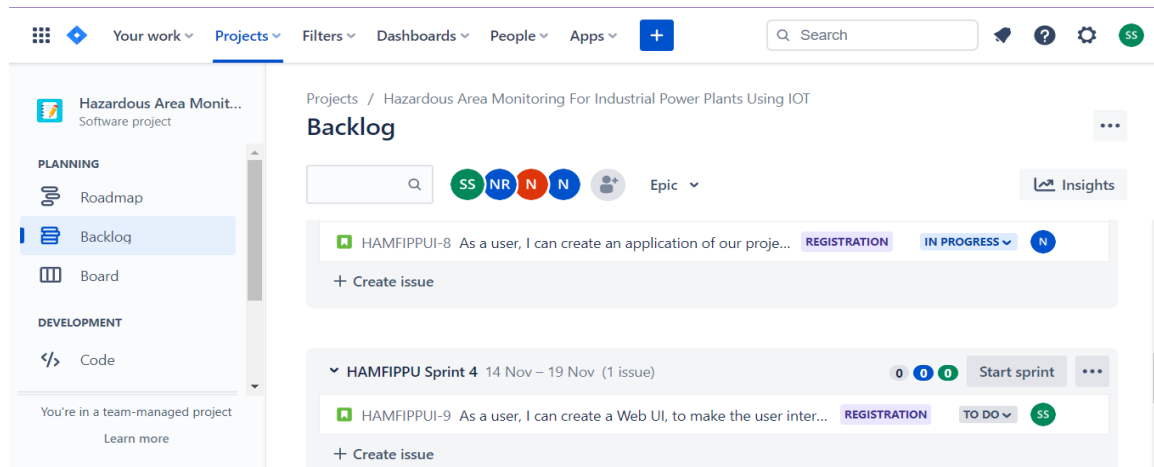 Your work Projects Filters Dashboards People Apps + Search ? SS
Hazardous Area Monit...
Software project
PLANNING
Roadmap
Backlog
Board
DEVELOPMENT
</> Code
You're in a team-managed project
Learn more
Projects / Hazardous Area Monitoring For Industrial Power Plants Using IOT
Backlog
SS NR N N Epic Insights
HAMFIPPUI-8 As a user, I can create an application of our proje... REGISTRATION IN PROGRESS N
+ Create issue
HAMFIPPU Sprint 4 14 Nov – 19 Nov (1 issue) 0 0 0 Start sprint
HAMFIPPUI-9 As a user, I can create a Web UI, to make the user inter... REGISTRATION TO DO SS
+ Create issue